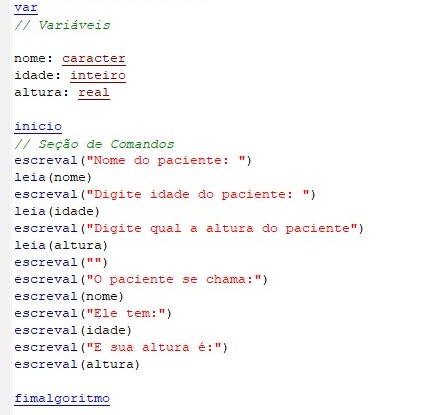 var
// Variáveis
nome: caracter
idade: inteiro
altura: real
inicio
// Seção de Comandos
escreval("Nome do paciente: ")
leia(nome)
escreval("Digite idade do paciente: ")
leia(idade)
escreval("Digite qual a altura do paciente")
leia(altura)
escreval("")
escreval("O paciente se chama:")
escreval(nome)
escreval("Ele tem:")
escreval(idade)
escreval("E sua altura é:")
escreval(altura)
fimalgoritmo